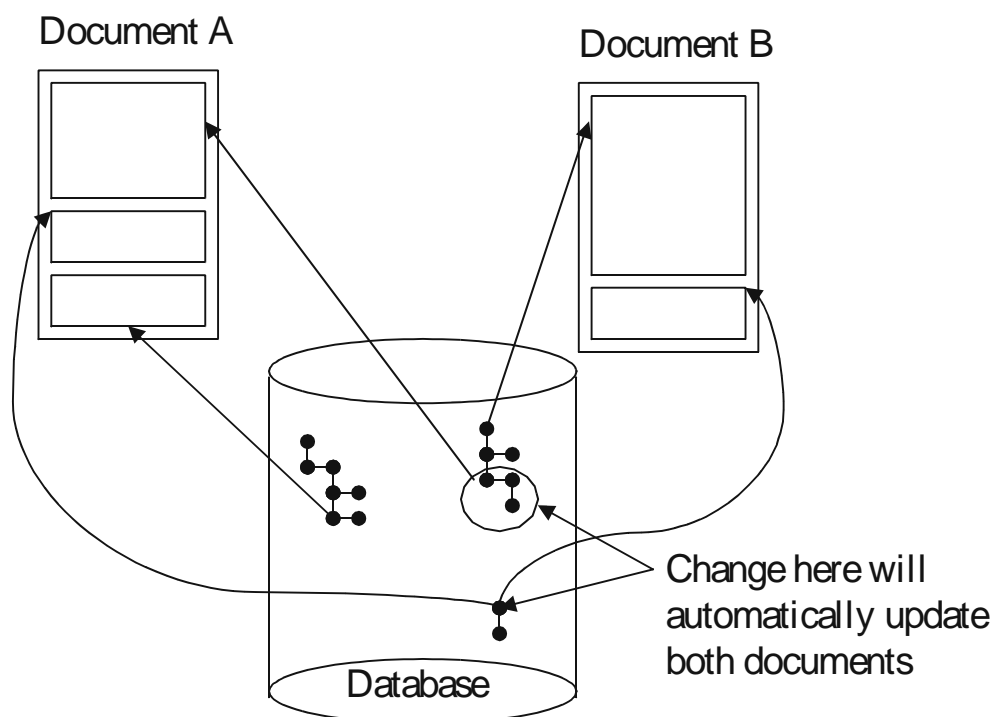 Document A
Document B
Change here will
automatically update
both documents
Database